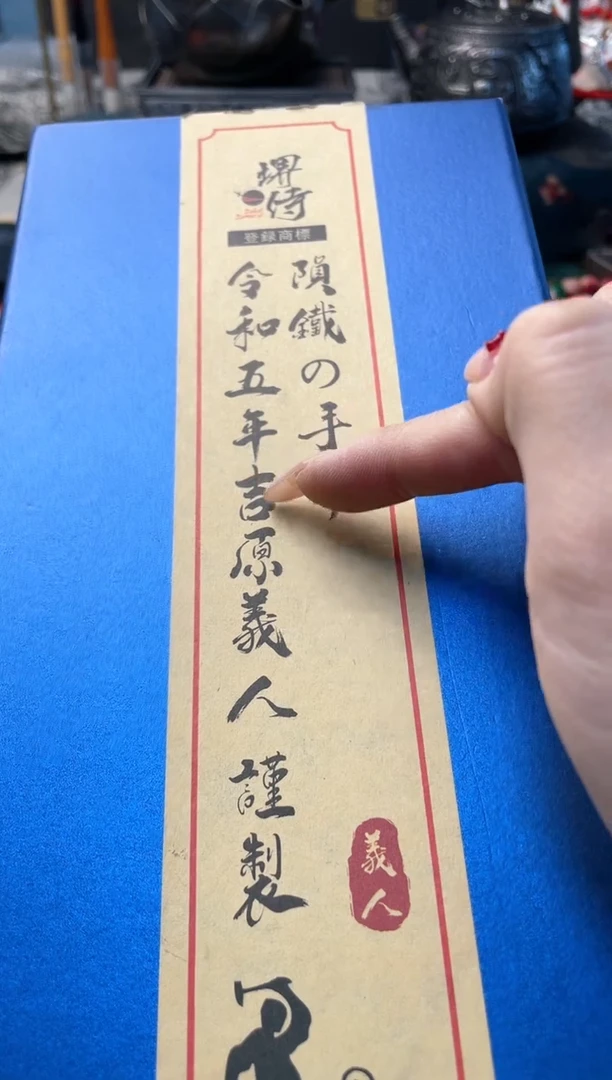 堺侍
登録商標
隕鐵の手
令和五年吉原義人謹製
義人